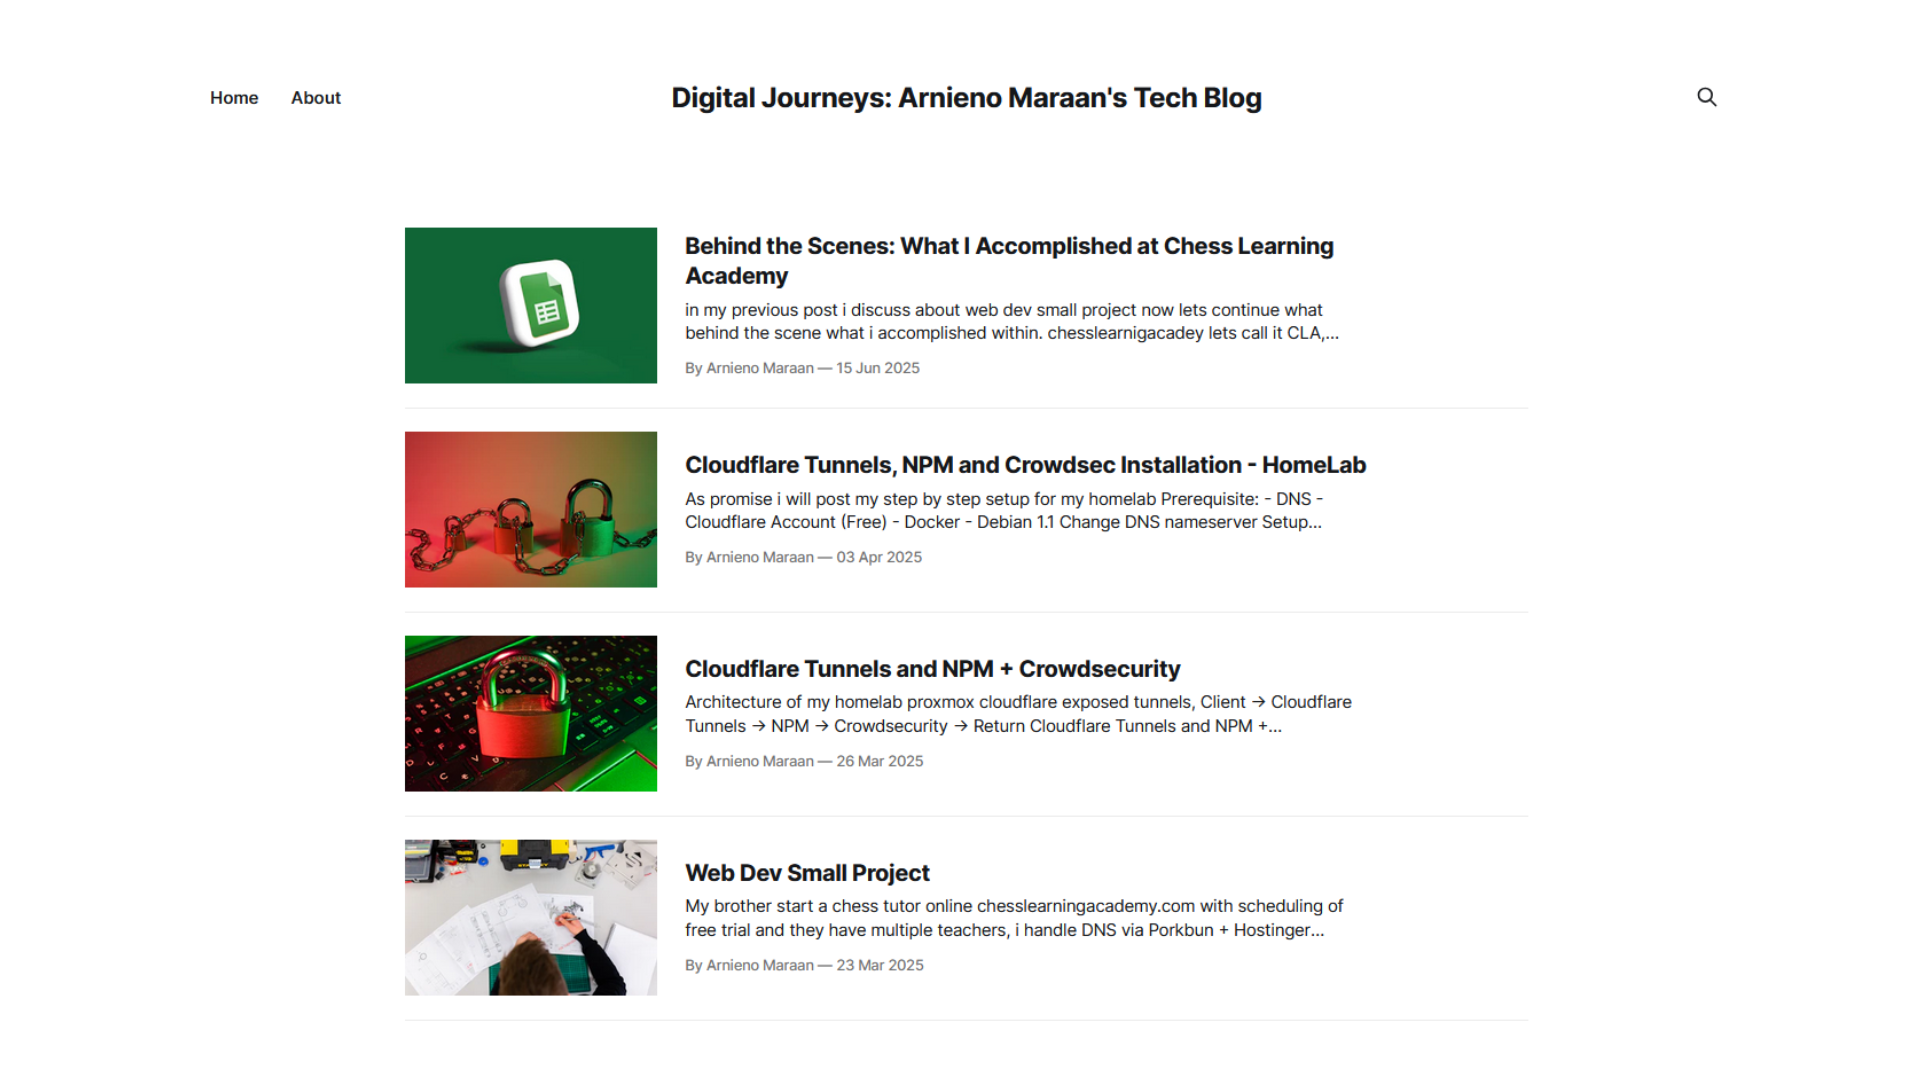 Home
About
Digital Journeys: Arnieno Maraan's Tech Blog
Behind the Scenes: What I Accomplished at Chess Learning
Academy
in my previous post i discuss about web dev small project now lets continue what
behind the scene what i accomplished within. chesslearnigacadey lets call it CLA,...
By Arnieno Maraan — 15 Jun 2025
Cloudflare Tunnels, NPM and Crowdsec Installation - HomeLab
As promise i will post my step by step setup for my homelab Prerequisite: - DNS -
Cloudflare Account (Free) - Docker - Debian 1.1 Change DNS nameserver Setup...
By Arnieno Maraan — 03 Apr 2025
Cloudflare Tunnels and NPM + Crowdsecurity
Architecture of my homelab proxmox cloudflare exposed tunnels, Client → Cloudflare
Tunnels → NPM → Crowdsecurity → Return Cloudflare Tunnels and NPM +...
By Arnieno Maraan — 26 Mar 2025
Web Dev Small Project
My brother start a chess tutor online chesslearningacademy.com with scheduling of
free trial and they have multiple teachers, i handle DNS via Porkbun + Hostinger...
By Arnieno Maraan — 23 Mar 2025